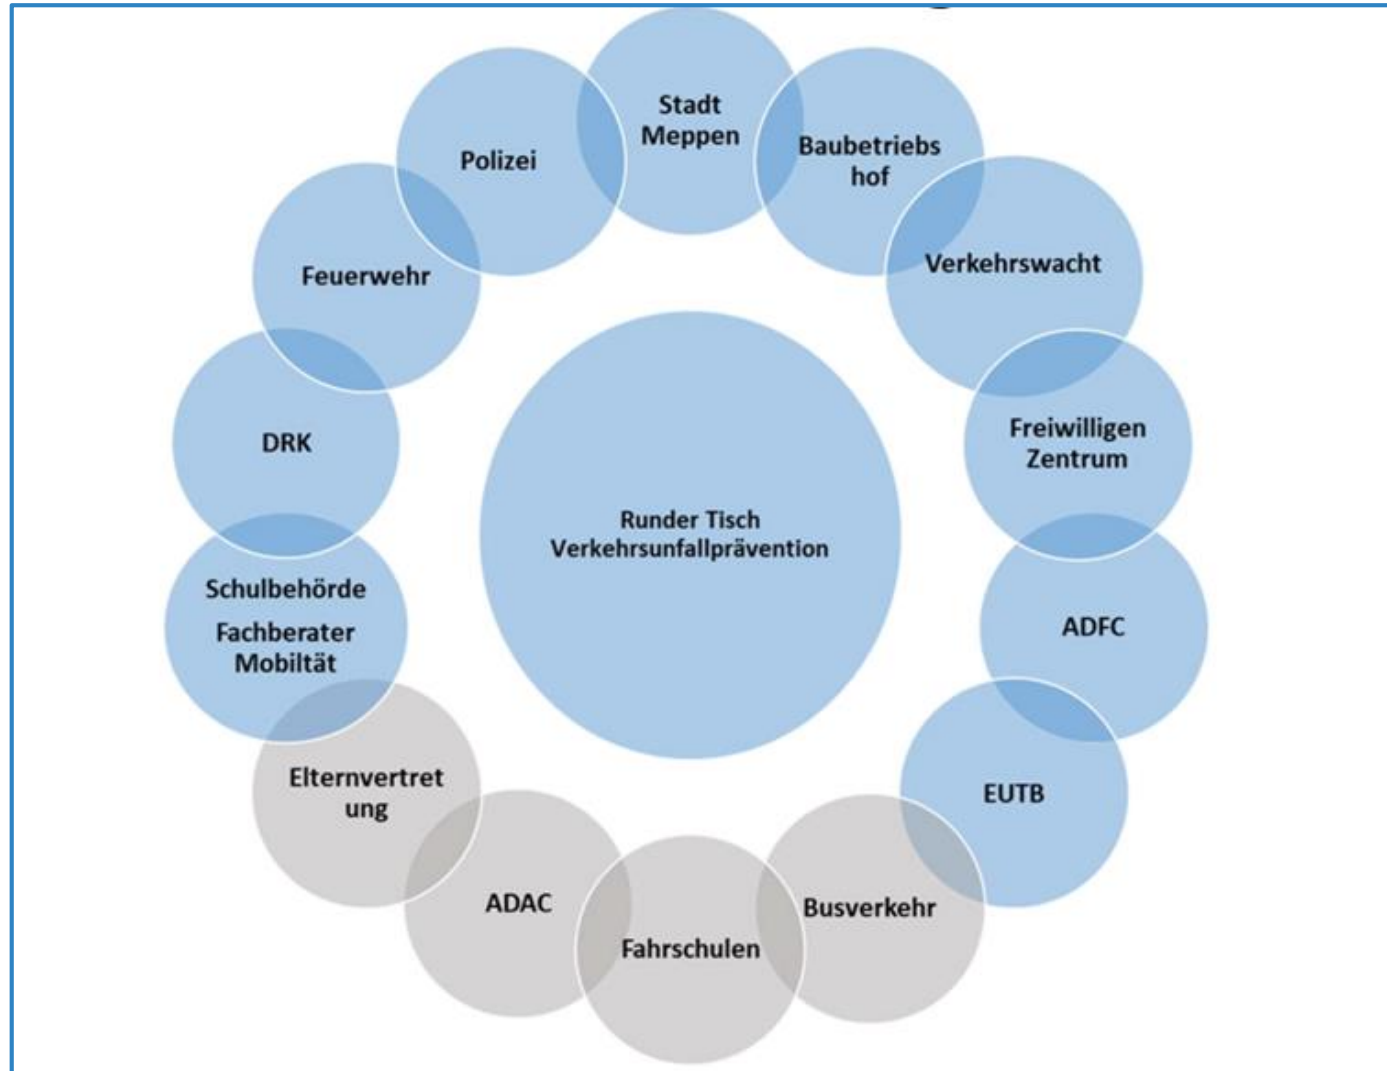 Stadt
Meppen
Baubetriebs
hof
Verkehrswacht
Freiwilligen
Zentrum
ADFC
EUTB
Busverkehr
Fahrschulen
ADAC
Elternvertret
ung
Schulbehörde
Fachberater
Mobiltät
DRK
Feuerwehr
Polizei
Runder Tisch
Verkehrsunfallprävention